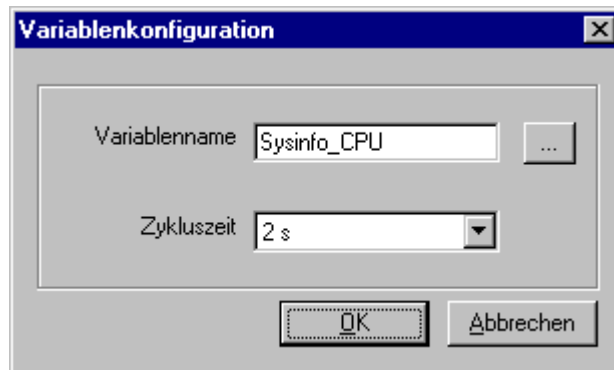 Variablenkonfiguration
Variablenname Sysinfo_CPU ...
Zykluszeit 2 s
OK Abbrechen